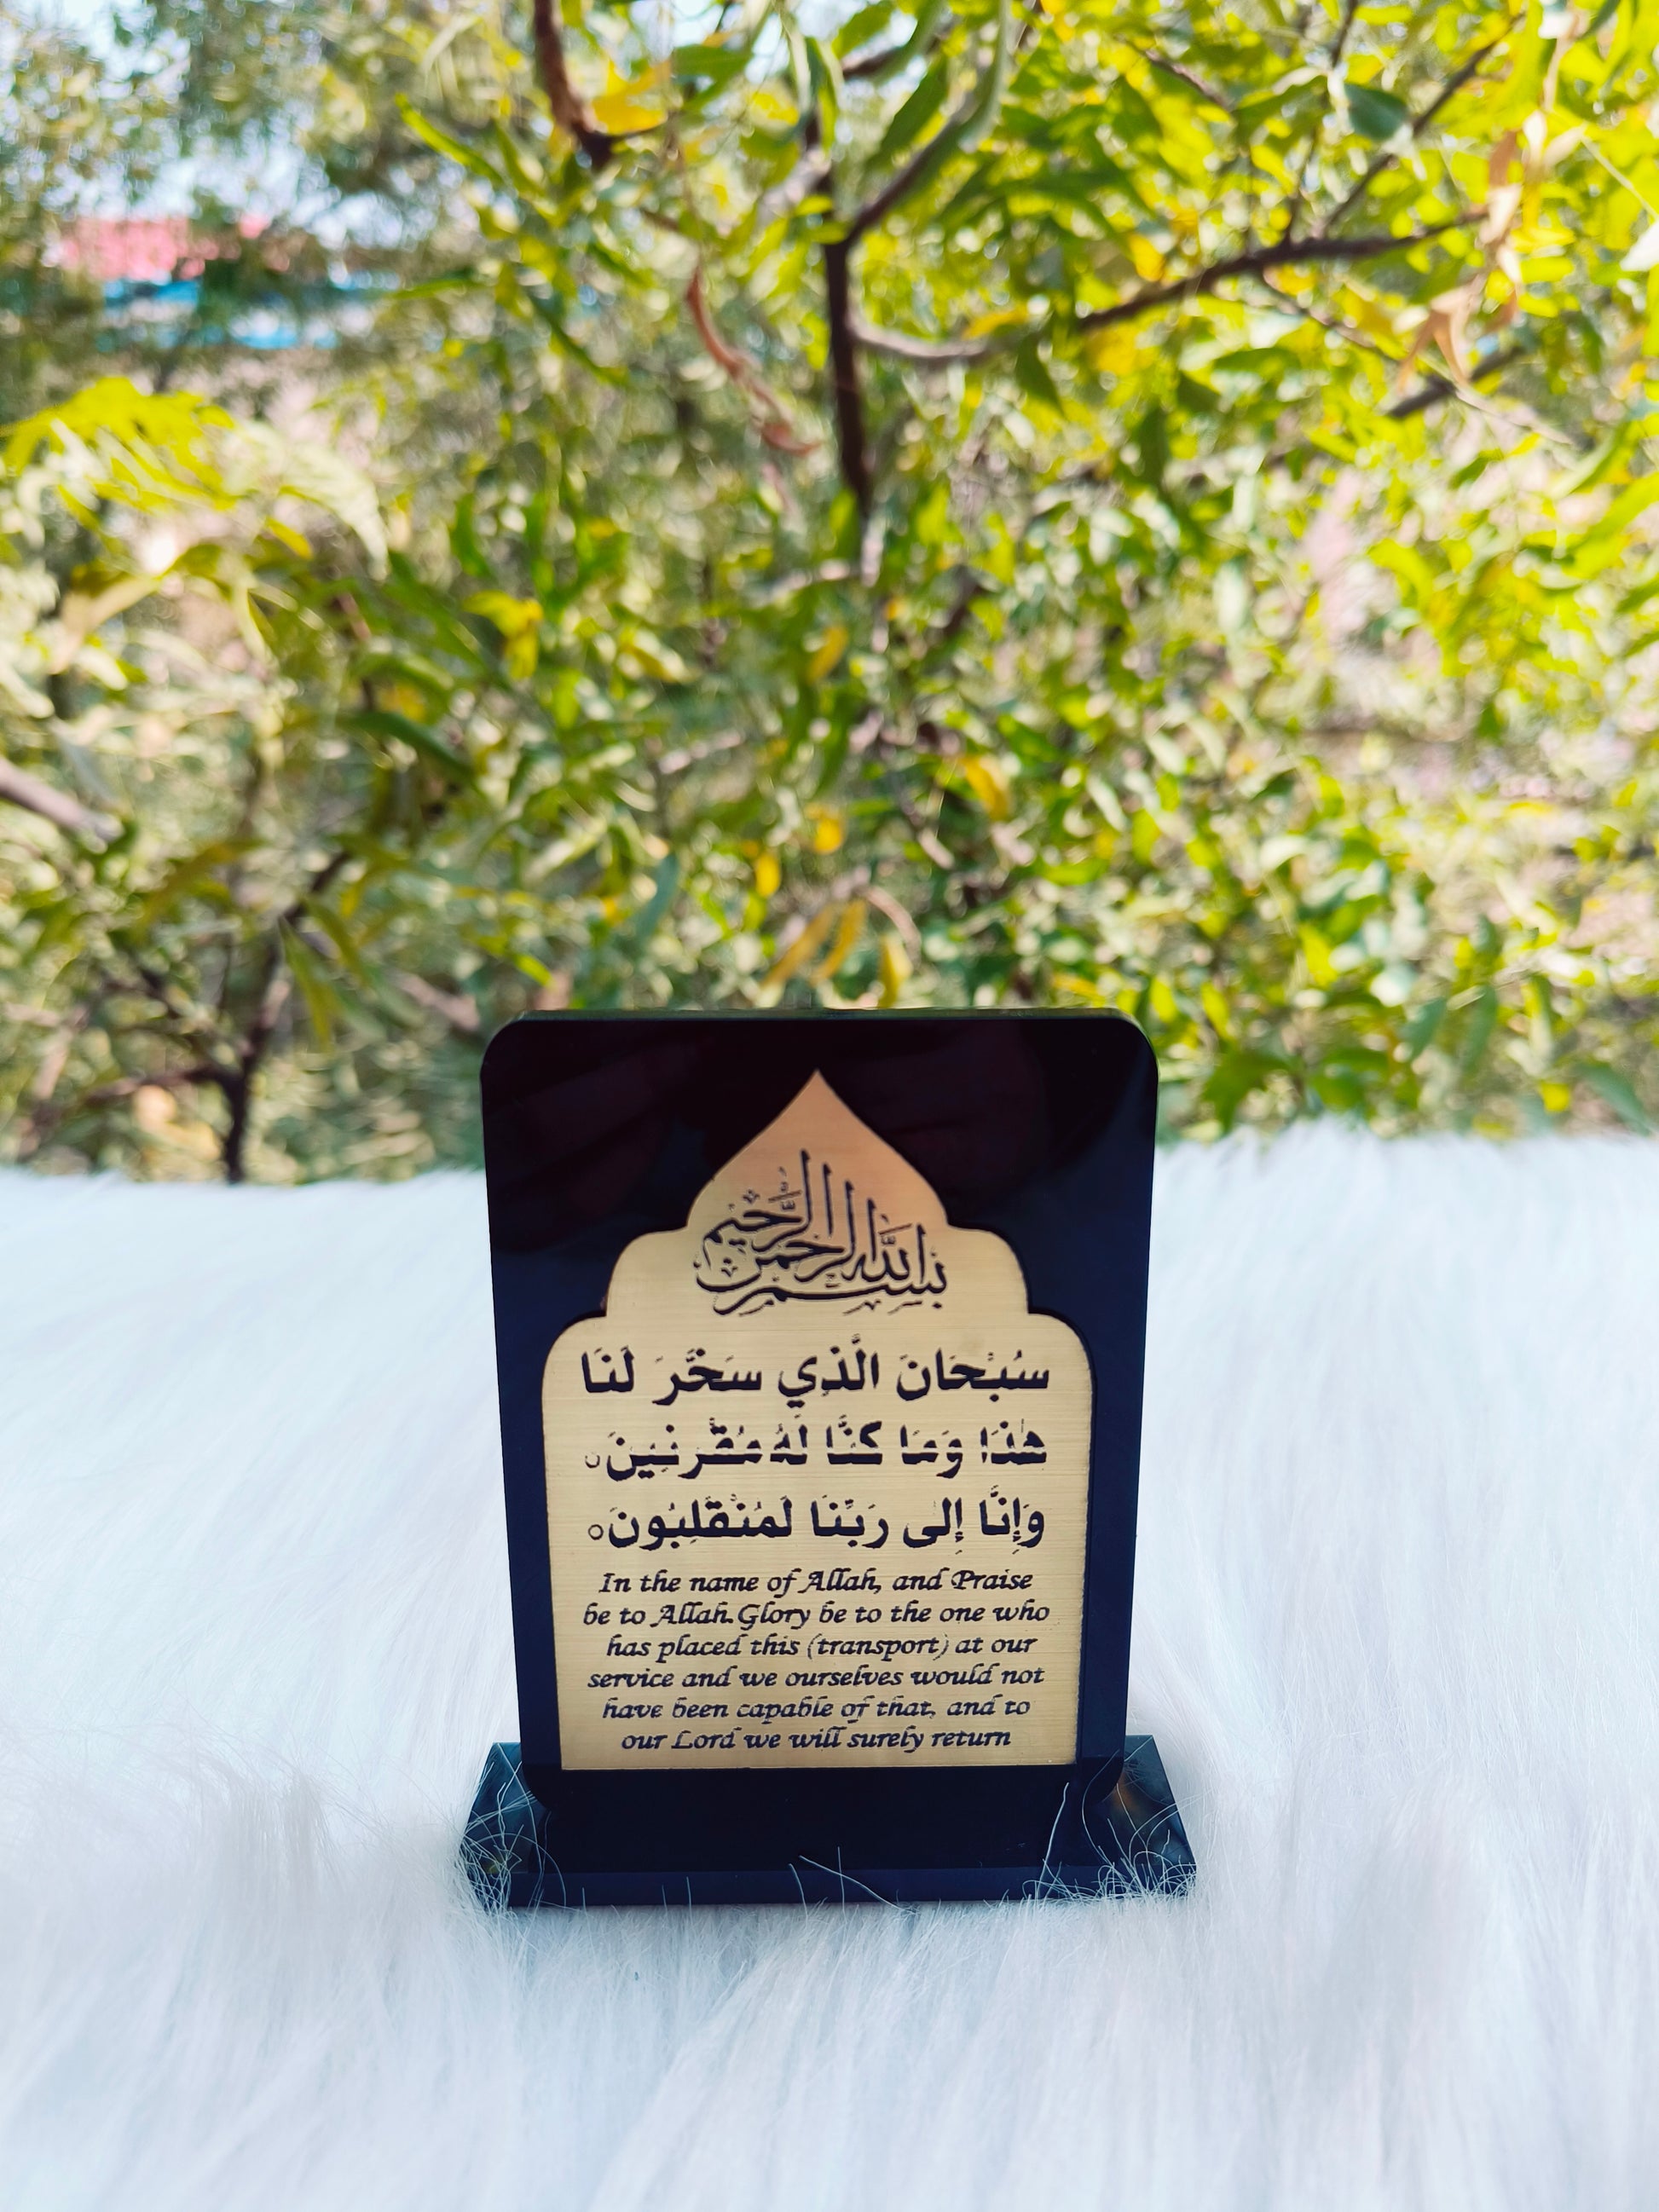 بسم الله الرحمن الرحيم
سُبْحَانَ الَّذِي سَخَّرَ لَنَا
هٰذَا وَمَا كُنَّا لَهُ مُقْرِنِينَ○
وَإِنَّا إِلٰى رَبِّنَا لَمُنْقَلِبُونَ○
In the name of Allah, and Praise
be to Allah.Glory be to the one who
has placed this (transport) at our
service and we ourselves would not
have been capable of that, and to
our Lord we will surely return